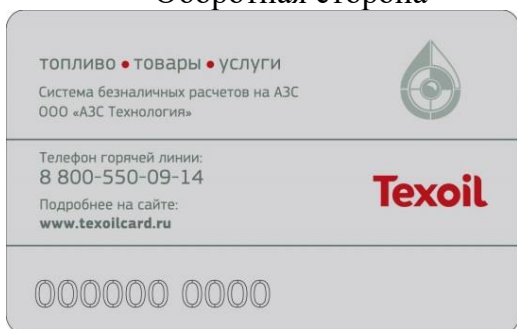 Оборотная сторона
топливо • товары • услуги
Система безналичных расчетов на АЗС
ООО «АЗС Технология»
Телефон горячей линии:
8 800-550-09-14
Подробнее на сайте:
www.texoilcard.ru
Texoil
000000 0000